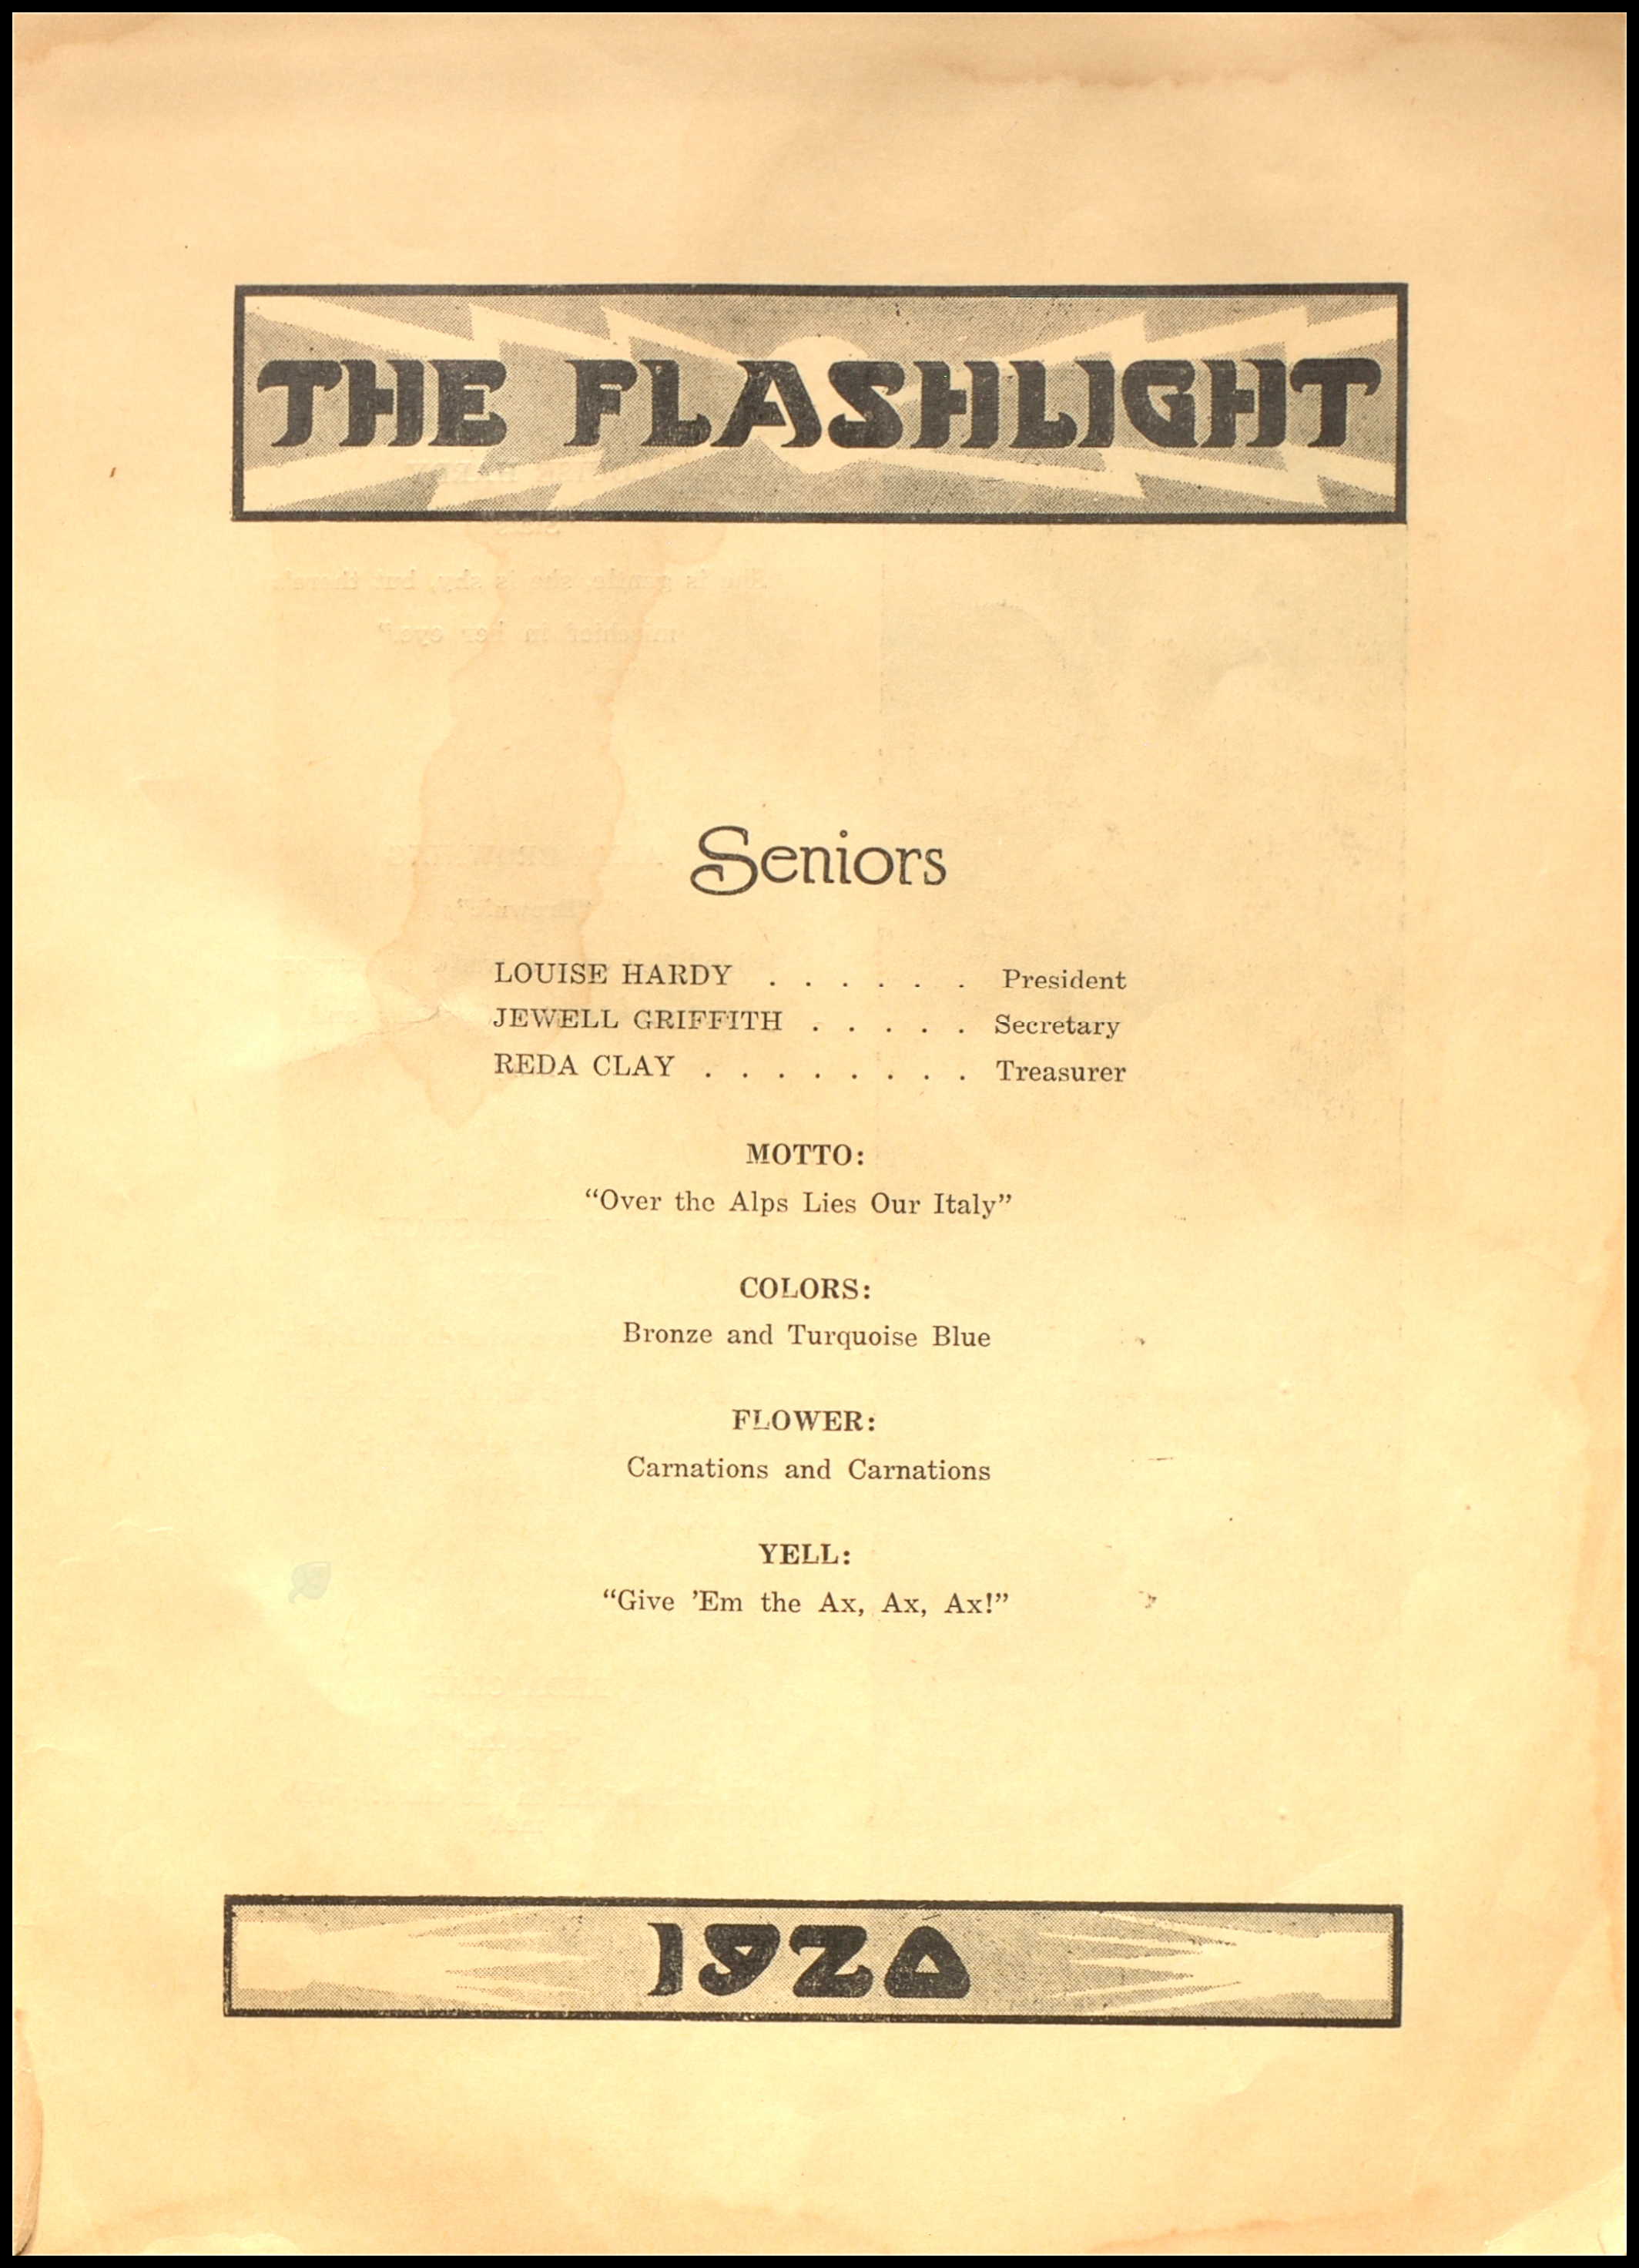 THE FLASHLIGHT
Seniors
LOUISE HARDY . . . . . . President
JEWELL GRIFFITH . . . . . Secretary
REDA CLAY . . . . . . . . Treasurer
MOTTO:
“Over the Alps Lies Our Italy”
COLORS:
Bronze and Turquoise Blue
FLOWER:
Carnations and Carnations
YELL:
“Give ’Em the Ax, Ax, Ax!”
1920